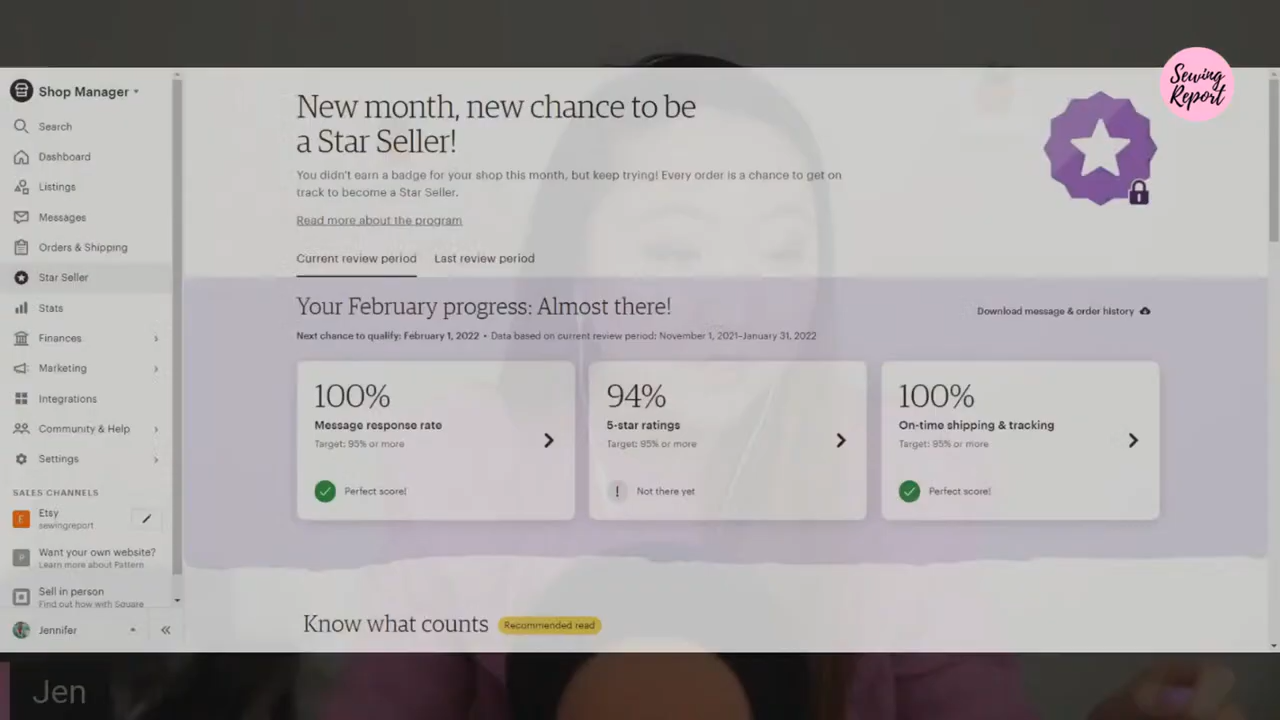 Sewing
Report
Shop Manager
Search
Dashboard
Listings
Messages
Orders & Shipping
Star Seller
Stats
Finances
Marketing
Integrations
Community & Help
Settings
SALES CHANNELS
Etsy
sewingreport
Want your own website?
Learn more about Pattern
Sell in person
Find out how with Square
Jennifer
New month, new chance to be
a Star Seller!
You didn't earn a badge for your shop this month, but keep trying! Every order is a chance to get on
track to become a Star Seller.
Read more about the program
Current review period Last review period
Your February progress: Almost there!
Download message & order history
Next chance to qualify: February 1, 2022 • Data based on current review period: November 1, 2021–January 31, 2022
100%
Message response rate
Target: 95% or more
Perfect score!
94%
5-star ratings
Target: 95% or more
! Not there yet
100%
On-time shipping & tracking
Target: 95% or more
Perfect score!
Know what counts Recommended read
Jen